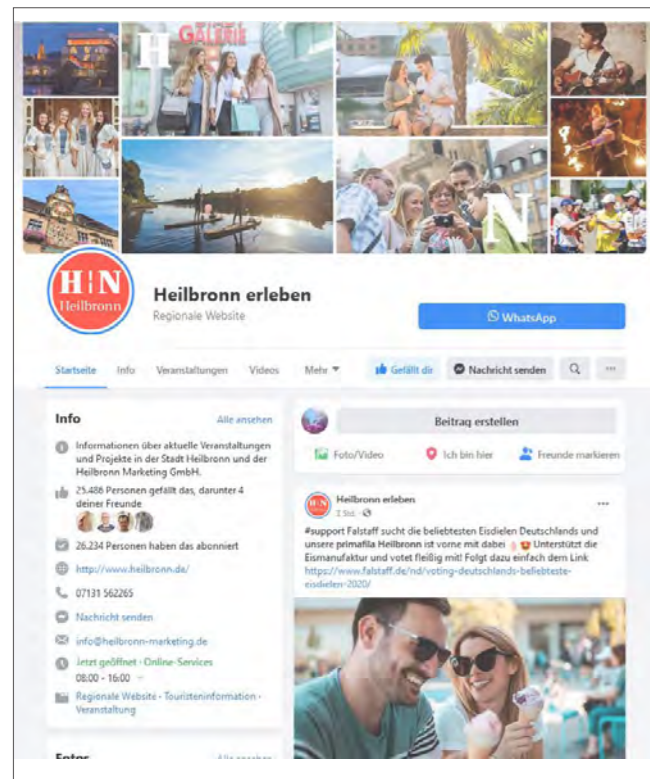 GALERIE
H
N
H|N
Heilbronn
Heilbronn erleben
Regionale Website
WhatsApp
Startseite Info Veranstaltungen Videos Mehr Gefällt dir Nachricht senden ...
Info Alle ansehen
Informationen über aktuelle Veranstaltungen
und Projekte in der Stadt Heilbronn und der
Heilbronn Marketing GmbH.
25.486 Personen gefällt das, darunter 4
deiner Freunde
26.234 Personen haben das abonniert
http://www.heilbronn.de/
07131 562265
Nachricht senden
info@heilbronn-marketing.de
Jetzt geöffnet · Online-Services
08:00 - 16:00
Regionale Website · Touristeninformation ·
Veranstaltung
Fotos Alle ansehen
Beitrag erstellen
Foto/Video Ich bin hier Freunde markieren
H|N
Heilbronn erleben ...
3 Std. ·
#support Falstaff sucht die beliebtesten Eisdielen Deutschlands und
unsere primafila Heilbronn ist vorne mit dabei Unterstützt die
Eismanufaktur und votet fleißig mit! Folgt dazu einfach dem Link
https://www.falstaff.de/nd/voting-deutschlands-beliebteste-
eisdielen-2020/